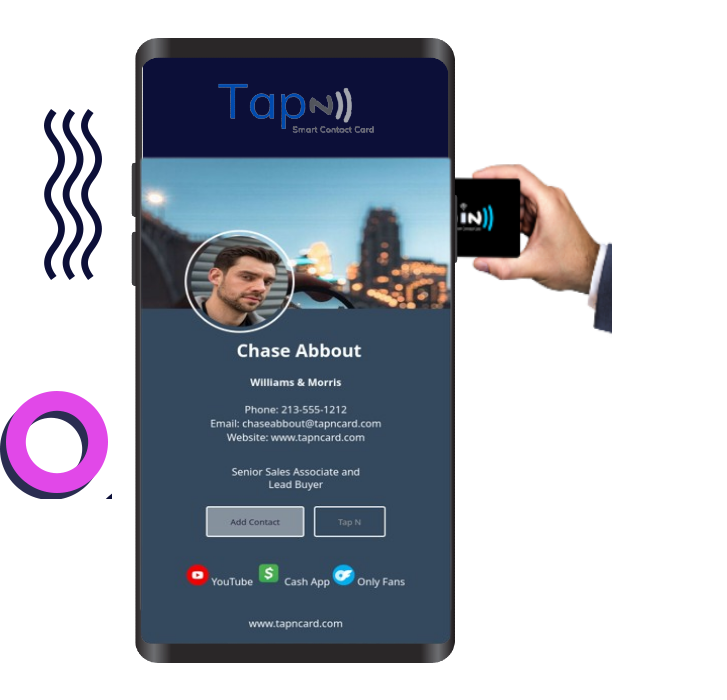 TapN
Smart Contact Card
IN
Chase Abbout
Williams & Morris
Phone: 213-555-1212
Email: chaseabbout@tapncard.com
Website: www.tapncard.com
Senior Sales Associate and
Lead Buyer
Add Contact
Tap N
YouTube
$
Cash App
Only Fans
www.tapncard.com